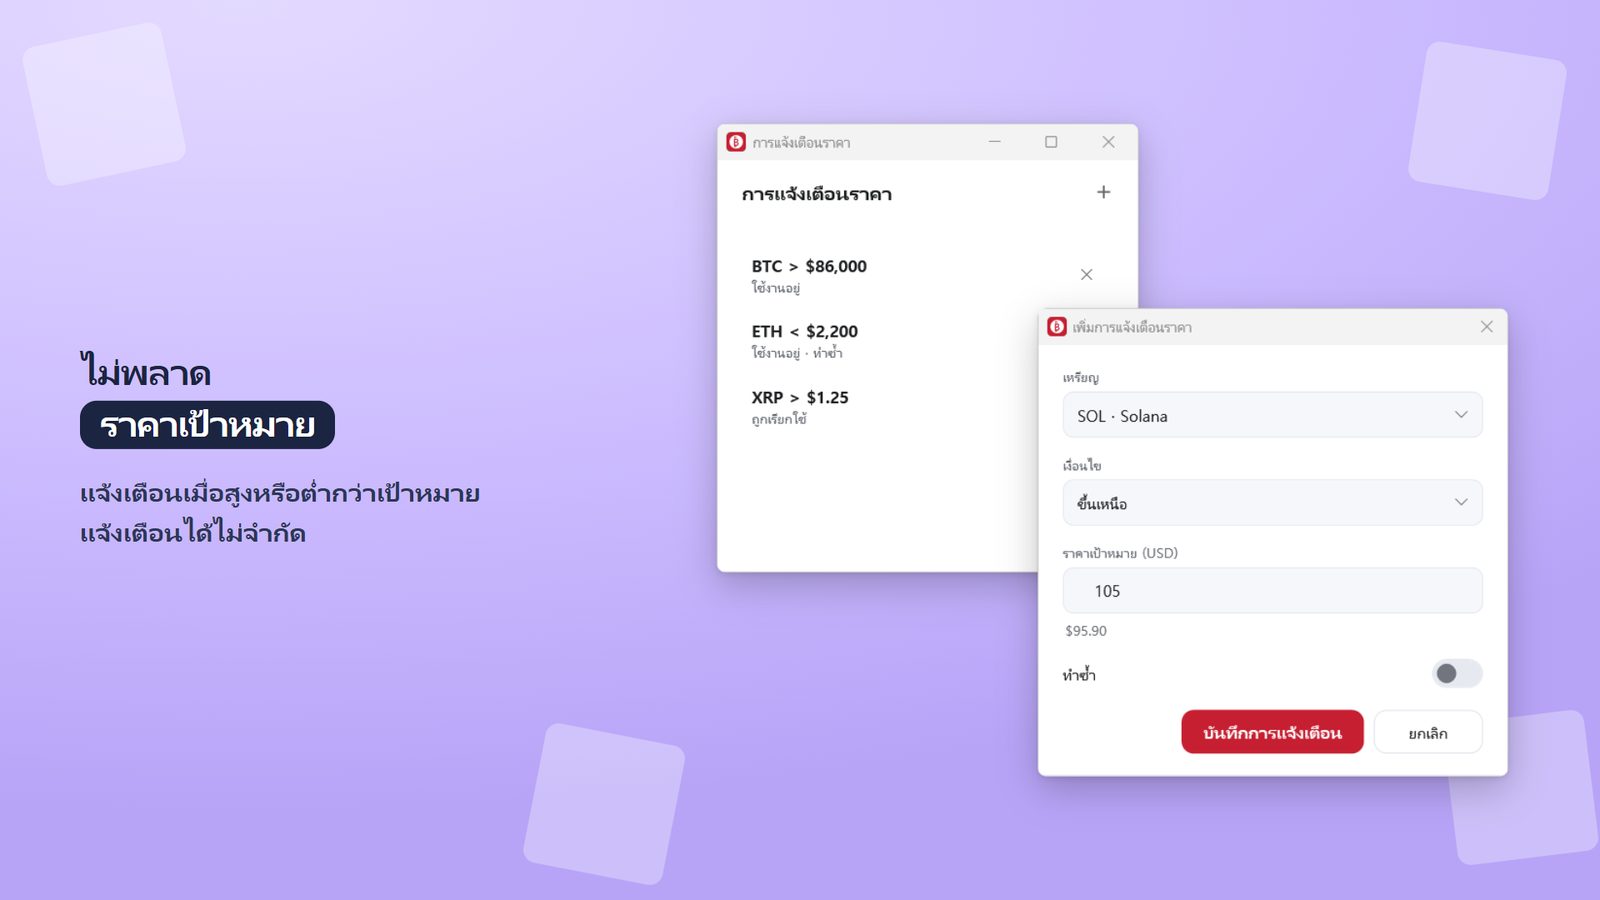 ไม่พลาด
ราคาเป้าหมาย
แจ้งเตือนเมื่อสูงหรือต่ำกว่าเป้าหมาย
แจ้งเตือนได้ไม่จำกัด
การแจ้งเตือนราคา
การแจ้งเตือนราคา
BTC > $86,000
ใช้งานอยู่
ETH < $2,200
ใช้งานอยู่ · ทำซ้ำ
XRP > $1.25
ถูกเรียกใช้
เพิ่มการแจ้งเตือนราคา
เหรียญ
SOL · Solana
เงื่อนไข
ขึ้นเหนือ
ราคาเป้าหมาย (USD)
105
$95.90
ทำซ้ำ
บันทึกการแจ้งเตือน
ยกเลิก